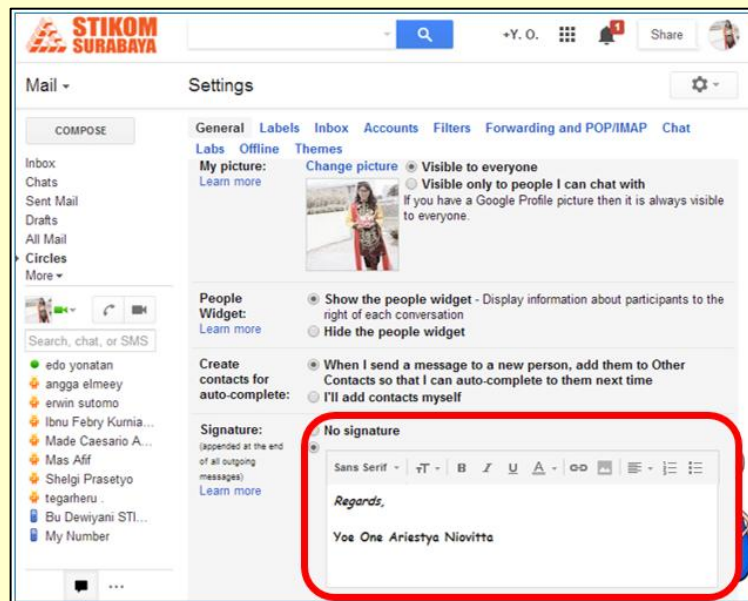 STIKOM
SURABAYA
+Y. O.
1
Share
Mail
Settings
COMPOSE
General Labels Inbox Accounts Filters Forwarding and POP/IMAP Chat
Labs Offline Themes
Inbox
Chats
Sent Mail
Drafts
All Mail
Circles
More
Search, chat, or SMS
edo yonatan
angga elmeey
erwin sutomo
Ibnu Febry Kurnia...
Made Caesario A...
Mas Afif
Shelgi Prasetyo
tegarheru .
Bu Dewiyani STI...
My Number
My picture:
Learn more
Change picture
Visible to everyone
Visible only to people I can chat with
If you have a Google Profile picture then it is always visible
to everyone.
People
Widget:
Learn more
Show the people widget - Display information about participants to the
right of each conversation
Hide the people widget
Create
contacts for
auto-complete:
When I send a message to a new person, add them to Other
Contacts so that I can auto-complete to them next time
I'll add contacts myself
Signature:
(appended at the end
of all outgoing
messages)
Learn more
No signature
Sans Serif TT B I U A
Regards,
Yoe One Ariestya Niovitta